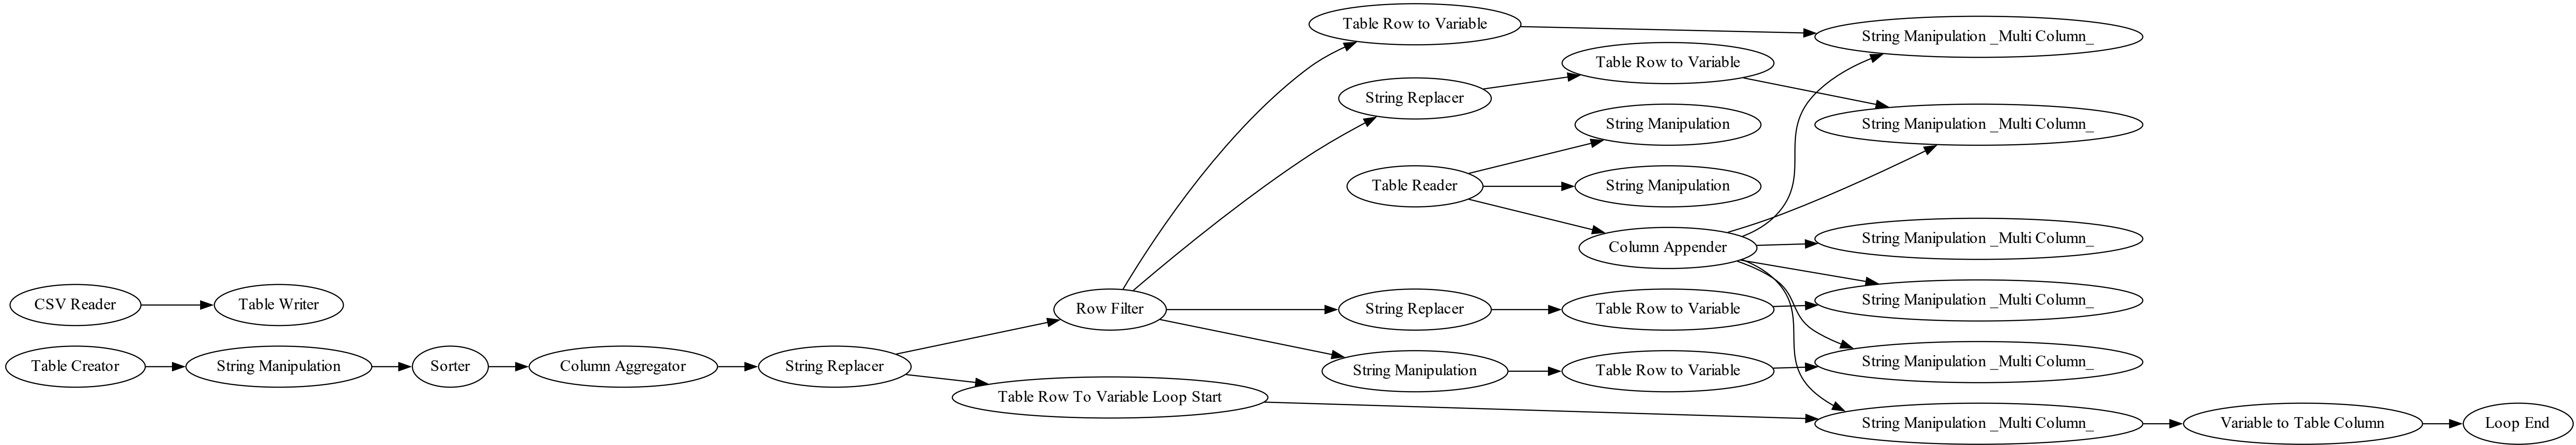 Table Row to Variable
String Manipulation _Multi Column_
Table Row to Variable
String Replacer
String Manipulation
String Manipulation _Multi Column_
Table Reader
String Manipulation
Column Appender
String Manipulation _Multi Column_
CSV Reader
Table Writer
Row Filter
String Replacer
Table Row to Variable
String Manipulation _Multi Column_
Table Creator
String Manipulation
Sorter
Column Aggregator
String Replacer
String Manipulation
Table Row to Variable
String Manipulation _Multi Column_
Table Row To Variable Loop Start
String Manipulation _Multi Column_
Variable to Table Column
Loop End